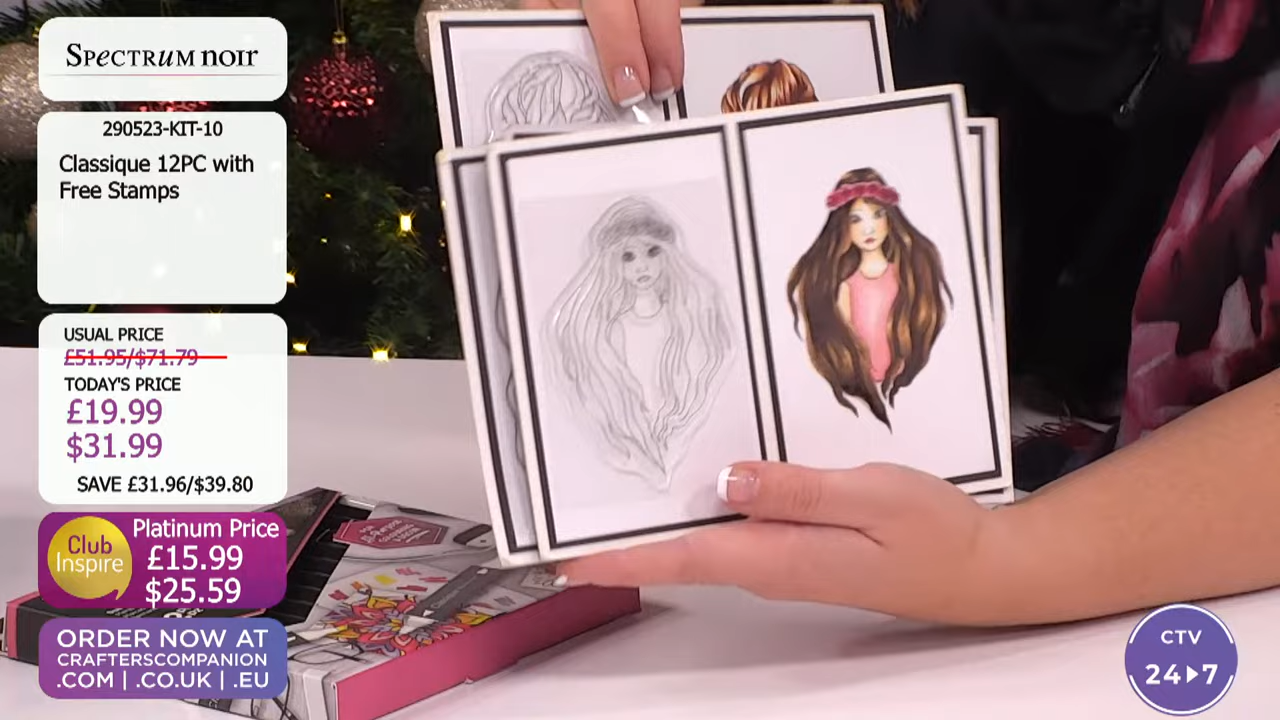 SPECTRUM NOIR
290523-KIT-10
Classique 12PC with
Free Stamps
USUAL PRICE
£51.95/$71.79
TODAY'S PRICE
£19.99
$31.99
SAVE £31.96/$39.80
Club
Inspire
Platinum Price
£15.99
$25.59
ORDER NOW AT
CRAFTERSCOMPANION
.COM | .CO.UK | .EU
CTV
24▶7